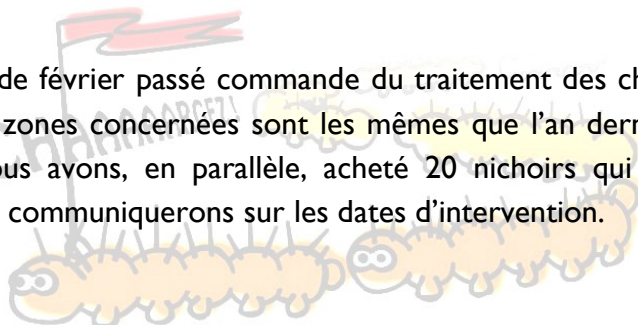 HAAAAARGEZ!
de février passé commande du traitement des ch
zones concernées sont les mêmes que l'an dern
ous avons, en parallèle, acheté 20 nichoirs qui
communiquerons sur les dates d'intervention.